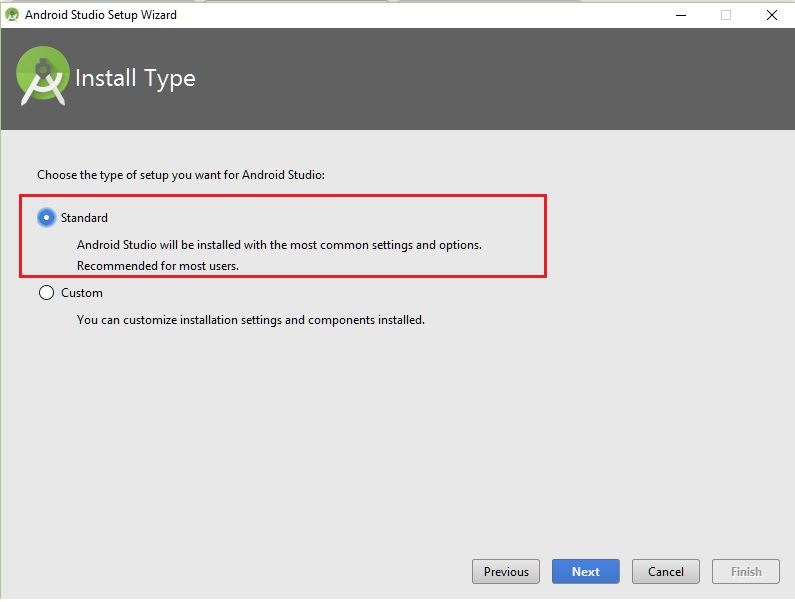 Android Studio Setup Wizard
Install Type
Choose the type of setup you want for Android Studio:
Standard
Android Studio will be installed with the most common settings and options.
Recommended for most users.
Custom
You can customize installation settings and components installed.
Previous Next Cancel Finish